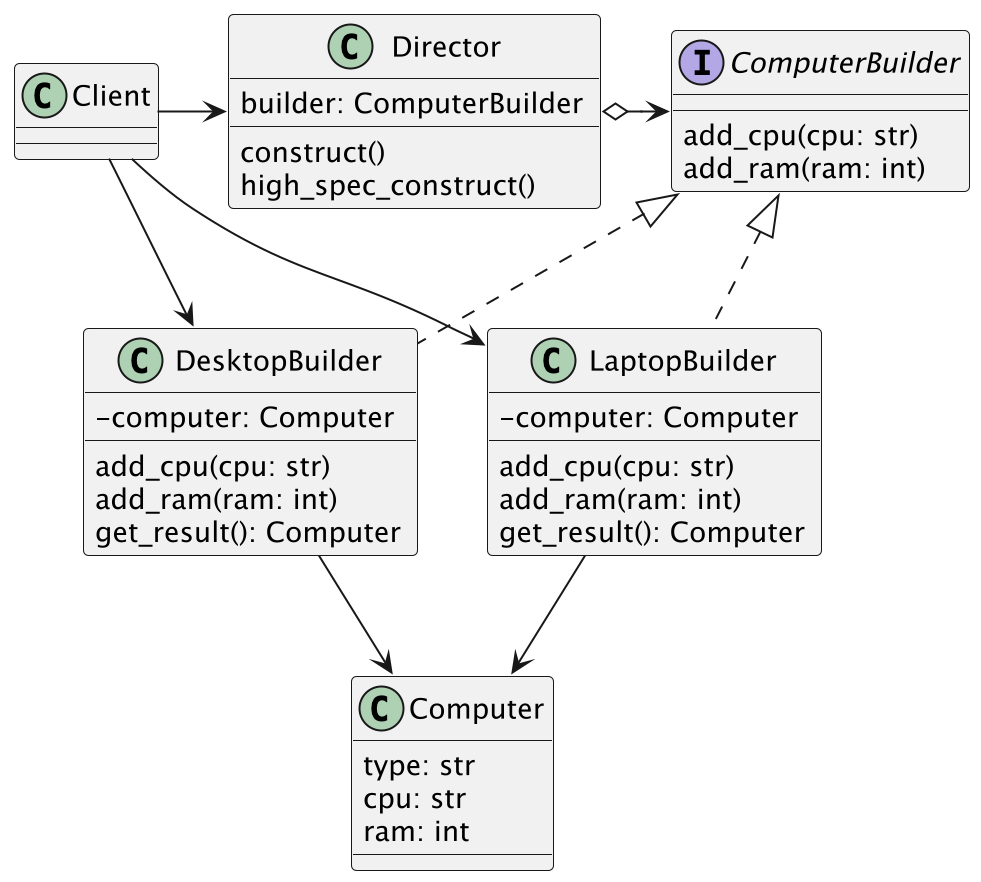 C Client
C Director
builder: ComputerBuilder
construct()
high_spec_construct()
I ComputerBuilder
add_cpu(cpu: str)
add_ram(ram: int)
C DesktopBuilder
-computer: Computer
add_cpu(cpu: str)
add_ram(ram: int)
get_result(): Computer
C LaptopBuilder
-computer: Computer
add_cpu(cpu: str)
add_ram(ram: int)
get_result(): Computer
C Computer
type: str
cpu: str
ram: int